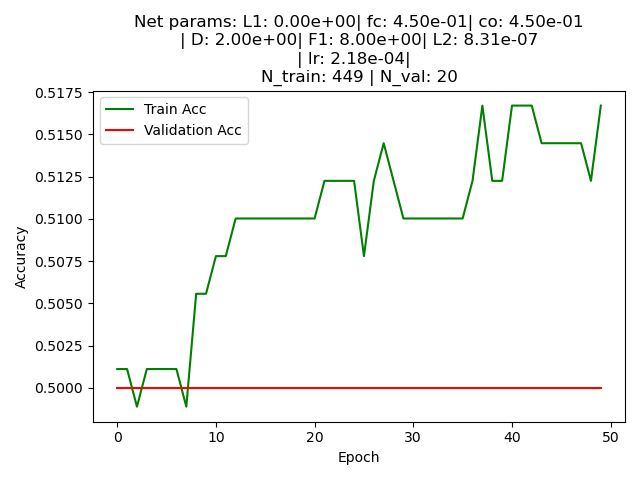 Net params: L1: 0.00e+00| fc: 4.50e-01| co: 4.50e-01
| D: 2.00e+00| F1: 8.00e+00| L2: 8.31e-07
| lr: 2.18e-04|
N_train: 449 | N_val: 20
Train Acc
Validation Acc
Accuracy
0.5175
0.5150
0.5125
0.5100
0.5075
0.5050
0.5025
0.5000
0 10 20 30 40 50
Epoch